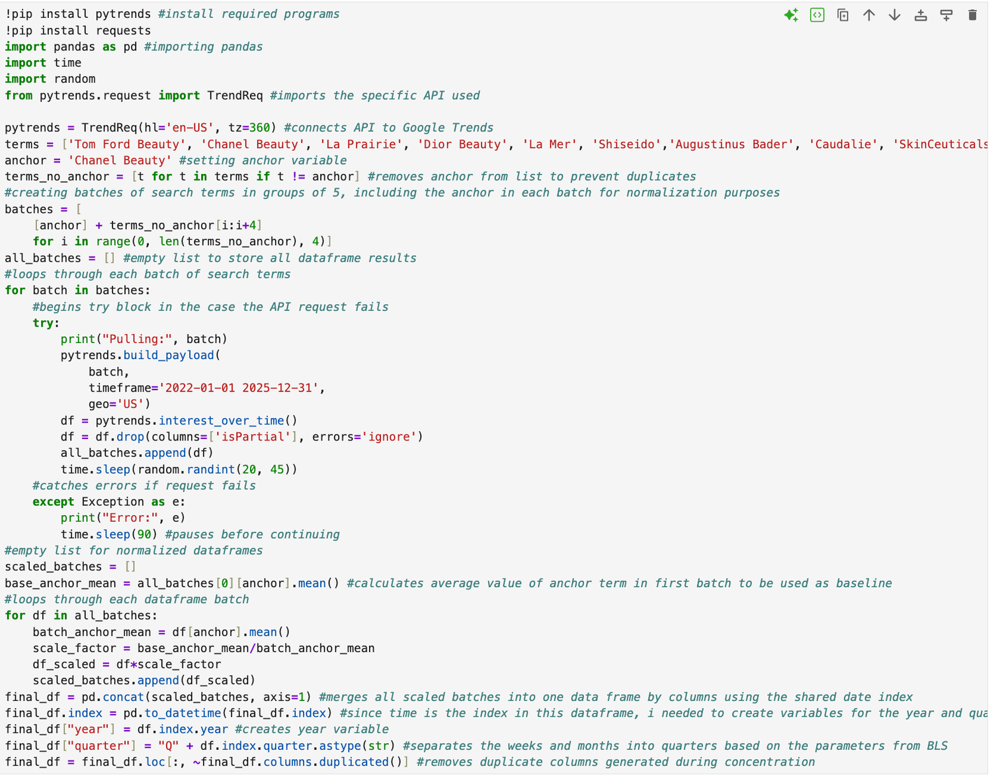 !pip install pytrends #install required programs
!pip install requests
import pandas as pd #importing pandas
import time
import random
from pytrends.request import TrendReq #imports the specific API used

pytrends = TrendReq(hl='en-US', tz=360) #connects API to Google Trends
terms = ['Tom Ford Beauty', 'Chanel Beauty', 'La Prairie', 'Dior Beauty', 'La Mer', 'Shiseido','Augustinus Bader', 'Caudalie', 'SkinCeuticals
anchor = 'Chanel Beauty' #setting anchor variable
terms_no_anchor = [t for t in terms if t != anchor] #removes anchor from list to prevent duplicates
#creating batches of search terms in groups of 5, including the anchor in each batch for normalization purposes
batches = [
    [anchor] + terms_no_anchor[i:i+4]
    for i in range(0, len(terms_no_anchor), 4)]
all_batches = [] #empty list to store all dataframe results
#loops through each batch of search terms
for batch in batches:
    #begins try block in the case the API request fails
    try:
        print("Pulling:", batch)
        pytrends.build_payload(
            batch,
            timeframe='2022-01-01 2025-12-31',
            geo='US')
        df = pytrends.interest_over_time()
        df = df.drop(columns=['isPartial'], errors='ignore')
        all_batches.append(df)
        time.sleep(random.randint(20, 45))
    #catches errors if request fails
    except Exception as e:
        print("Error:", e)
        time.sleep(90) #pauses before continuing
#empty list for normalized dataframes
scaled_batches = []
base_anchor_mean = all_batches[0][anchor].mean() #calculates average value of anchor term in first batch to be used as baseline
#loops through each dataframe batch
for df in all_batches:
    batch_anchor_mean = df[anchor].mean()
    scale_factor = base_anchor_mean/batch_anchor_mean
    df_scaled = df*scale_factor
    scaled_batches.append(df_scaled)
final_df = pd.concat(scaled_batches, axis=1) #merges all scaled batches into one data frame by columns using the shared date index
final_df.index = pd.to_datetime(final_df.index) #since time is the index in this dataframe, i needed to create variables for the year and qua
final_df["year"] = df.index.year #creates year variable
final_df["quarter"] = "Q" + df.index.quarter.astype(str) #separates the weeks and months into quarters based on the parameters from BLS
final_df = final_df.loc[:, ~final_df.columns.duplicated()] #removes duplicate columns generated during concentration